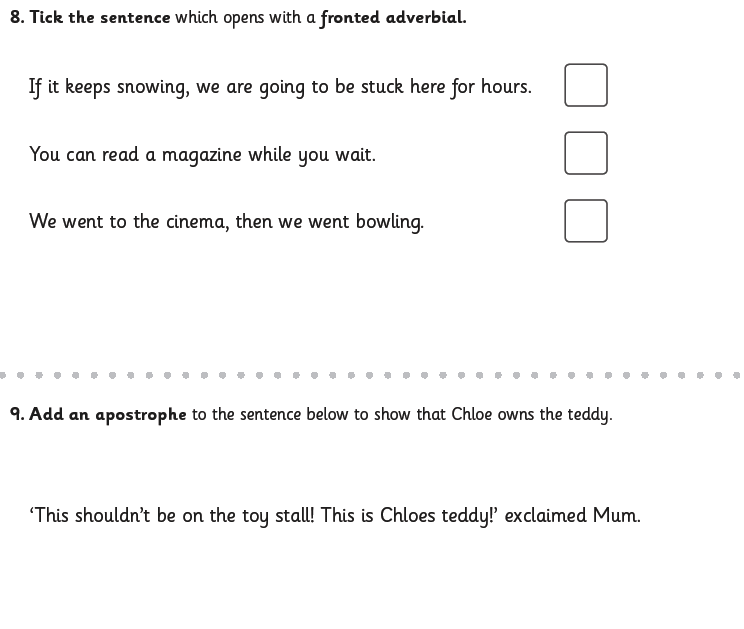 8. Tick the sentence which opens with a fronted adverbial.
If it keeps snowing, we are going to be stuck here for hours.
You can read a magazine while you wait.
We went to the cinema, then we went bowling.
9. Add an apostrophe to the sentence below to show that Chloe owns the teddy.
‘This shouldn’t be on the toy stall! This is Chloes teddy!’ exclaimed Mum.